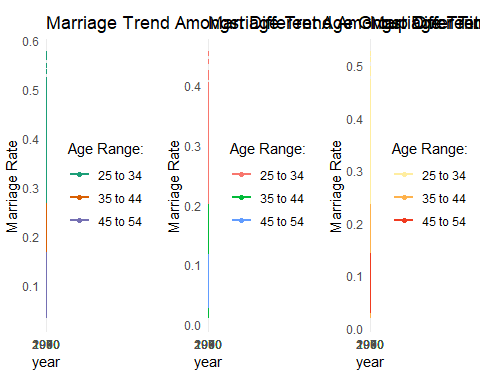 Marriage Trend
0.6
0.5
0.4
0.3
0.2
0.1
Marriage Rate
Age Range:
25 to 34
35 to 44
45 to 54
year
0.4
0.3
0.2
0.1
0.0
Marriage Rate
Age Range:
25 to 34
35 to 44
45 to 54
year
0.5
0.4
0.3
0.2
0.1
0.0
Marriage Rate
Age Range:
25 to 34
35 to 44
45 to 54
year